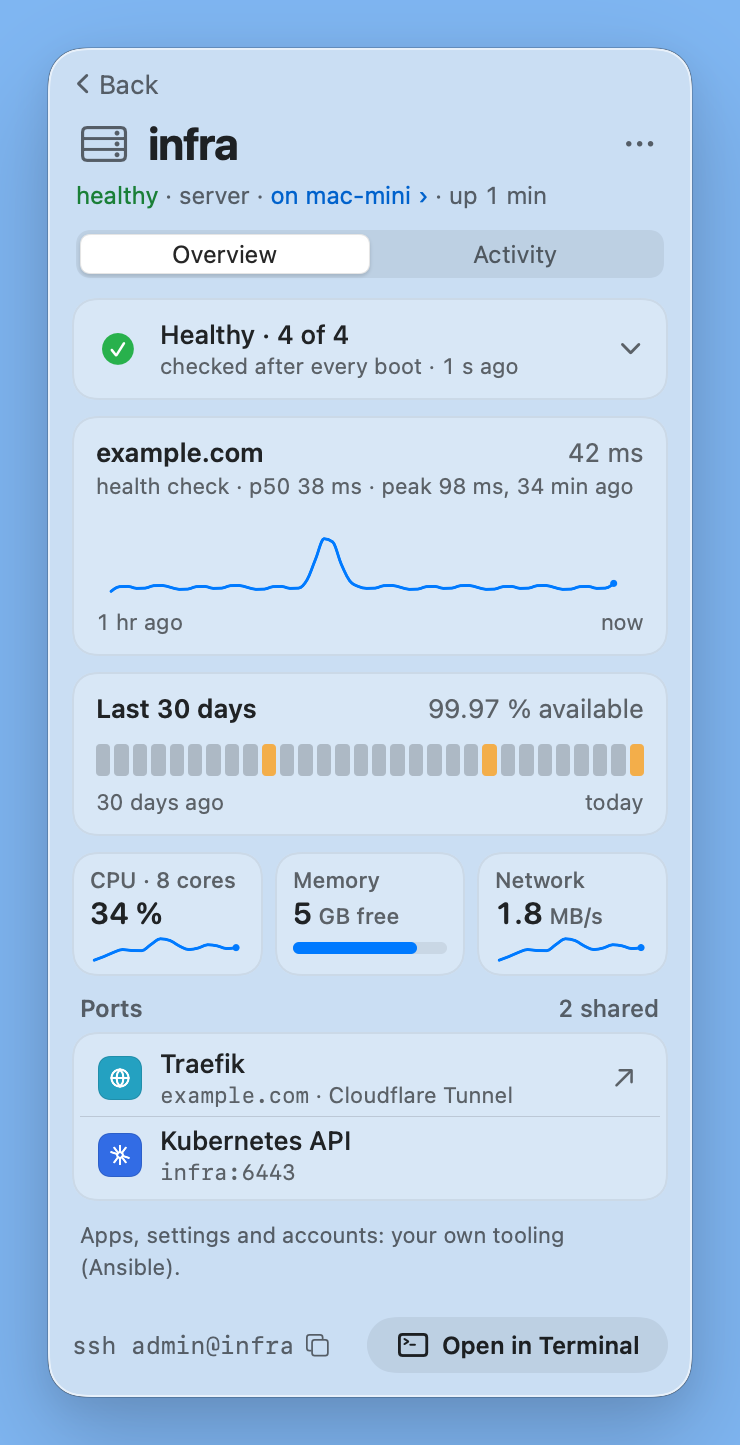 Back
infra
healthy · server · on mac-mini › · up 1 min
Overview
Activity
Healthy · 4 of 4
checked after every boot · 1 s ago
example.com
42 ms
health check · p50 38 ms · peak 98 ms, 34 min ago
1 hr ago
now
Last 30 days
99.97 % available
30 days ago
today
CPU · 8 cores
34 %
Memory
5 GB free
Network
1.8 MB/s
Ports
2 shared
Traefik
example.com · Cloudflare Tunnel
Kubernetes API
infra:6443
Apps, settings and accounts: your own tooling
(Ansible).
ssh admin@infra
Open in Terminal